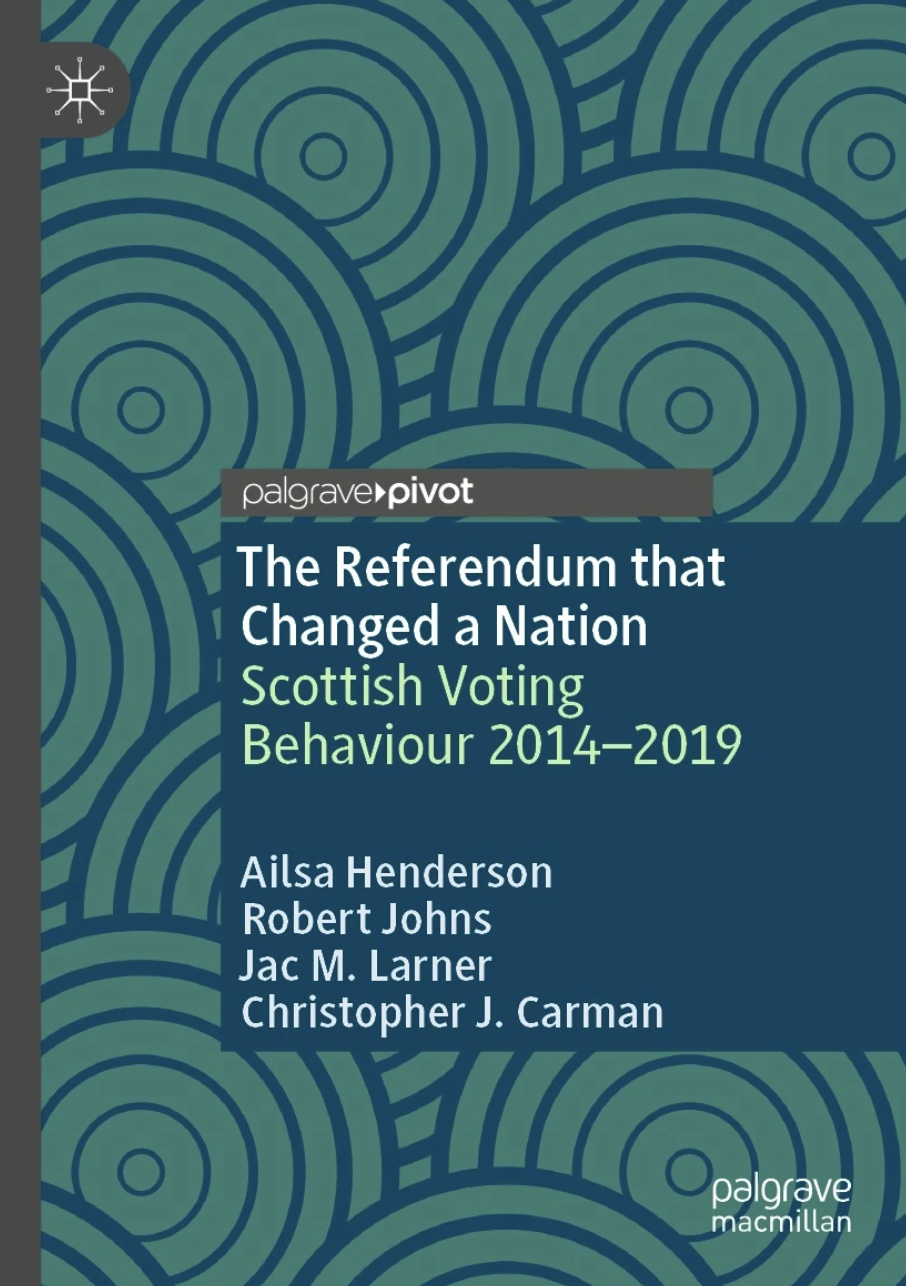 palgrave pivot
The Referendum that
Changed a Nation
Scottish Voting
Behaviour 2014–2019
Ailsa Henderson
Robert Johns
Jac M. Larner
Christopher J. Carman
palgrave
macmillan